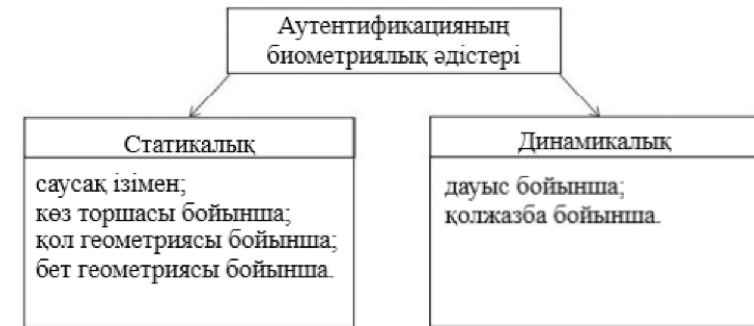 Аутентификацияның
биометриялық әдістері
Статикалық
саусақ ізімен;
көз торшасы бойынша;
қол геометриясы бойынша;
бет геометриясы бойынша.
Динамикалық
дауыс бойынша;
қолжазба бойынша.